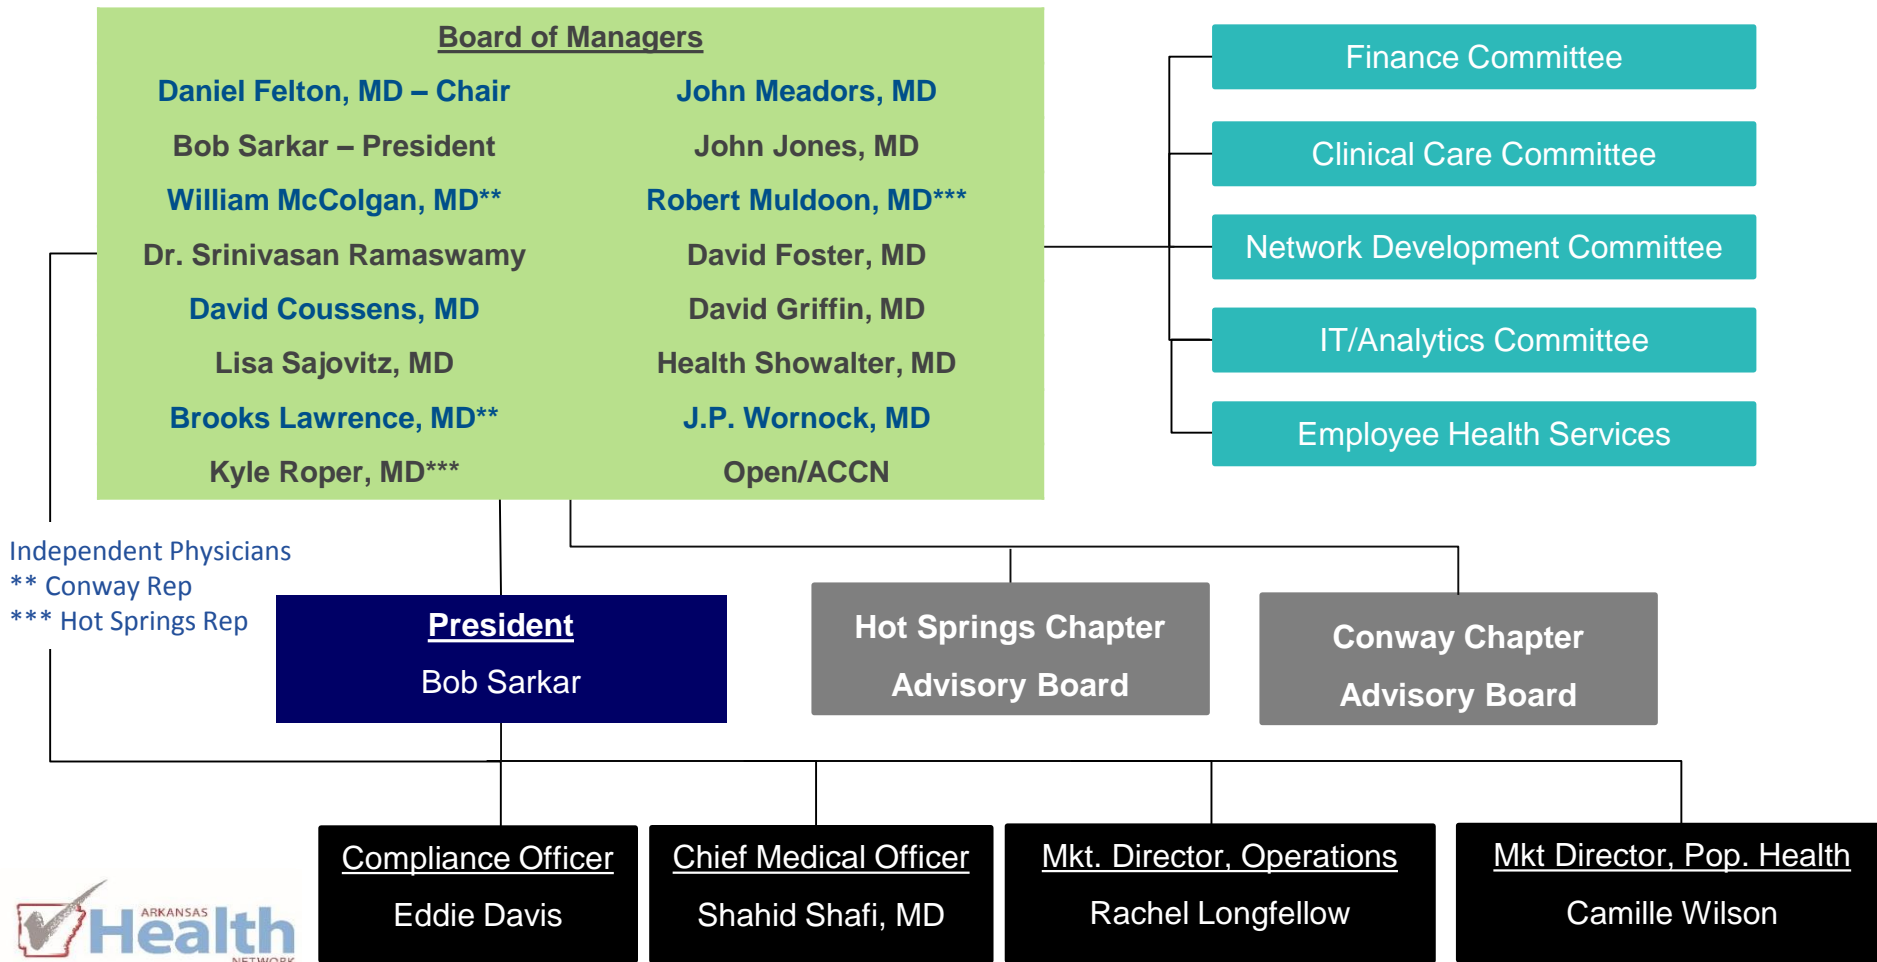 Board of Managers
Daniel Felton, MD – Chair
Bob Sarkar – President
William McColgan, MD**
Dr. Srinivasan Ramaswamy
David Coussens, MD
Lisa Sajovitz, MD
Brooks Lawrence, MD**
Kyle Roper, MD***
John Meadors, MD
John Jones, MD
Robert Muldoon, MD***
David Foster, MD
David Griffin, MD
Health Showalter, MD
J.P. Wornock, MD
Open/ACCN
Finance Committee
Clinical Care Committee
Network Development Committee
IT/Analytics Committee
Employee Health Services
Independent Physicians
** Conway Rep
*** Hot Springs Rep
President
Bob Sarkar
Hot Springs Chapter
Advisory Board
Conway Chapter
Advisory Board
Compliance Officer
Eddie Davis
Chief Medical Officer
Shahid Shafi, MD
Mkt. Director, Operations
Rachel Longfellow
Mkt Director, Pop. Health
Camille Wilson
ARKANSAS
Health
NETWORK